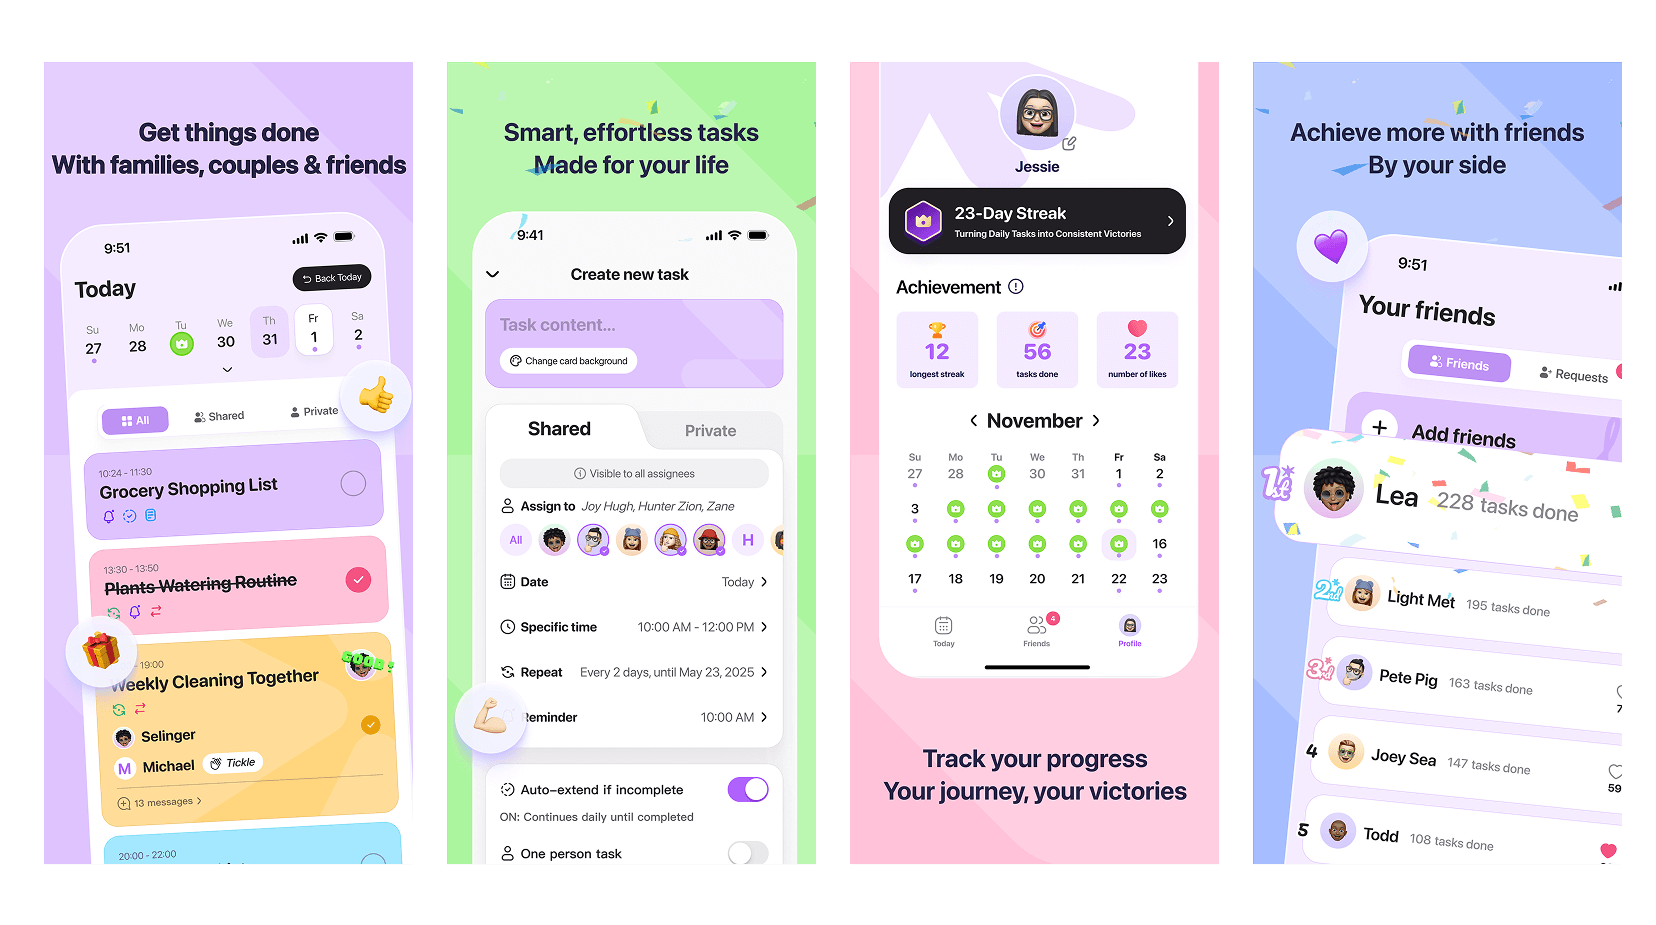 Get things done
With families, couples & friends
9:51
Today
Back Today
Su Mo Tu We Th Fr Sa
27 28 30 31 1 2
All Shared Private
10:24 - 11:30
Grocery Shopping List
13:30 - 13:50
Plants Watering Routine
19:00
Weekly Cleaning Together
GOOD
Selinger
M Michael Tickle
13 messages >
20:00 - 22:00
Smart, effortless tasks
Made for your life
9:41
Create new task
Task content...
Change card background
Shared Private
Visible to all assignees
Assign to Joy Hugh, Hunter Zion, Zane
All H
Date Today >
Specific time 10:00 AM - 12:00 PM >
Repeat Every 2 days, until May 23, 2025 >
Reminder 10:00 AM >
Auto-extend if incomplete
ON: Continues daily until completed
One person task
Jessie
23-Day Streak
Turning Daily Tasks into Consistent Victories
Achievement
12 56 23
longest streak tasks done number of likes
< November >
Su Mo Tu We Th Fr Sa
27 28 30 31 1 2
3
16
17 18 19 20 21 22 23
4
Today Friends Profile
Track your progress
Your journey, your victories
Achieve more with friends
By your side
9:51
Your friends
Friends Requests
Add friends
1st Lea 228 tasks done
2nd Light Met 195 tasks done
3rd Pete Pig 163 tasks done
7
4 Joey Sea 147 tasks done
59
5 Todd 108 tasks done